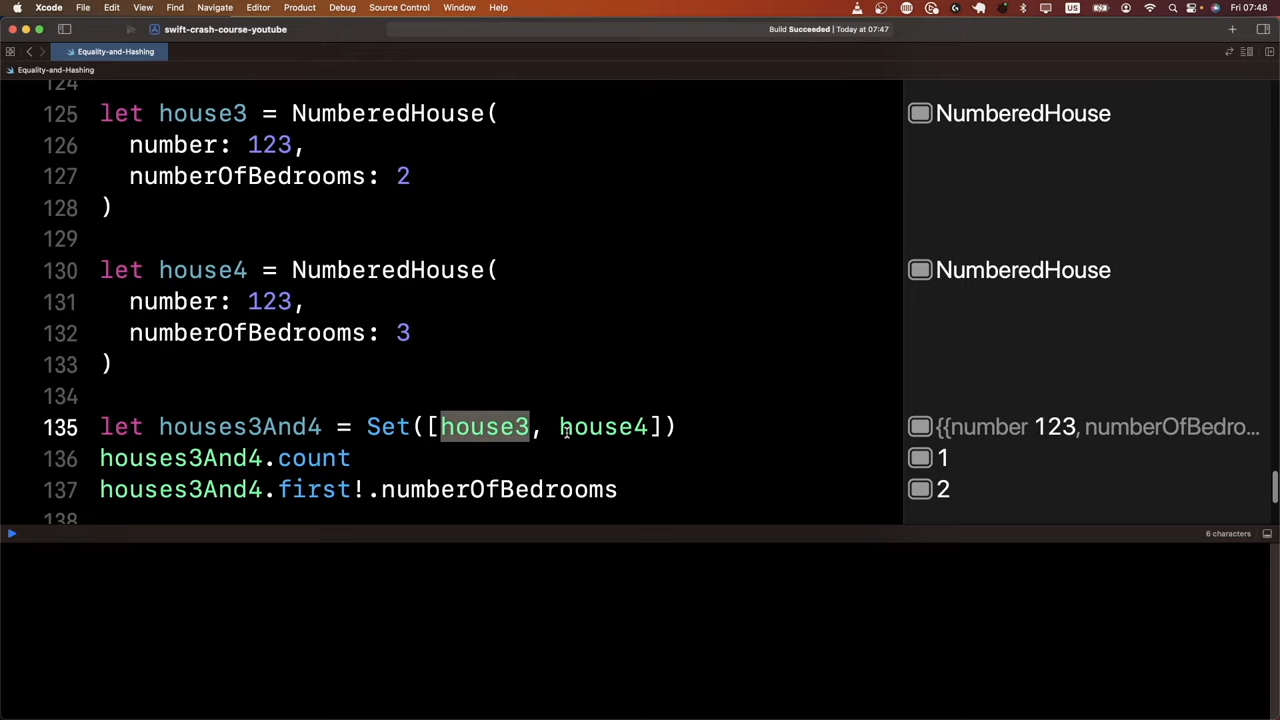 Xcode File Edit View Find Navigate Editor Product Debug Source Control Window Help Fri 07:48
swift-crash-course-youtube Build Succeeded | Today at 07:47
Equality-and-Hashing
Equality-and-Hashing
124
125 let house3 = NumberedHouse( NumberedHouse
126 number: 123,
127 numberOfBedrooms: 2
128 )
129
130 let house4 = NumberedHouse( NumberedHouse
131 number: 123,
132 numberOfBedrooms: 3
133 )
134
135 let houses3And4 = Set([house3, house4]) {{number 123, numberOfBedro...
136 houses3And4.count 1
137 houses3And4.first!.numberOfBedrooms 2
138
6 characters